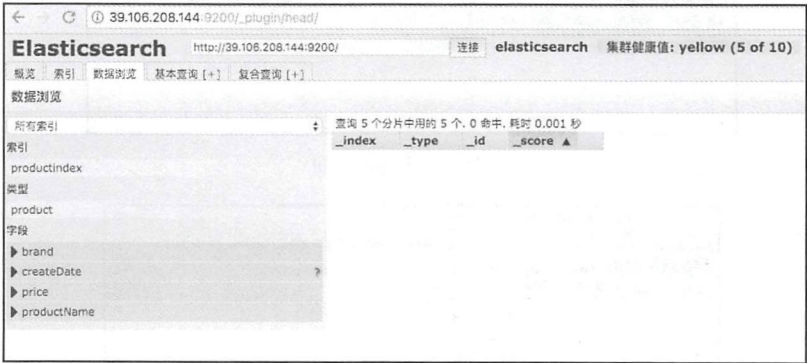 39.106.208.144:9200/_plugin/head/
Elasticsearch http://39.106.208.144:9200/ 连接 elasticsearch 集群健康值: yellow (5 of 10)
概览 索引 数据浏览 基本查询 [+] 复合查询 [+]
数据浏览
所有索引
查询 5 个分片中用的 5 个. 0 命中. 耗时 0.001 秒
_index _type _id _score ▲
索引
productindex
类型
product
字段
brand
createDate ?
price
productName